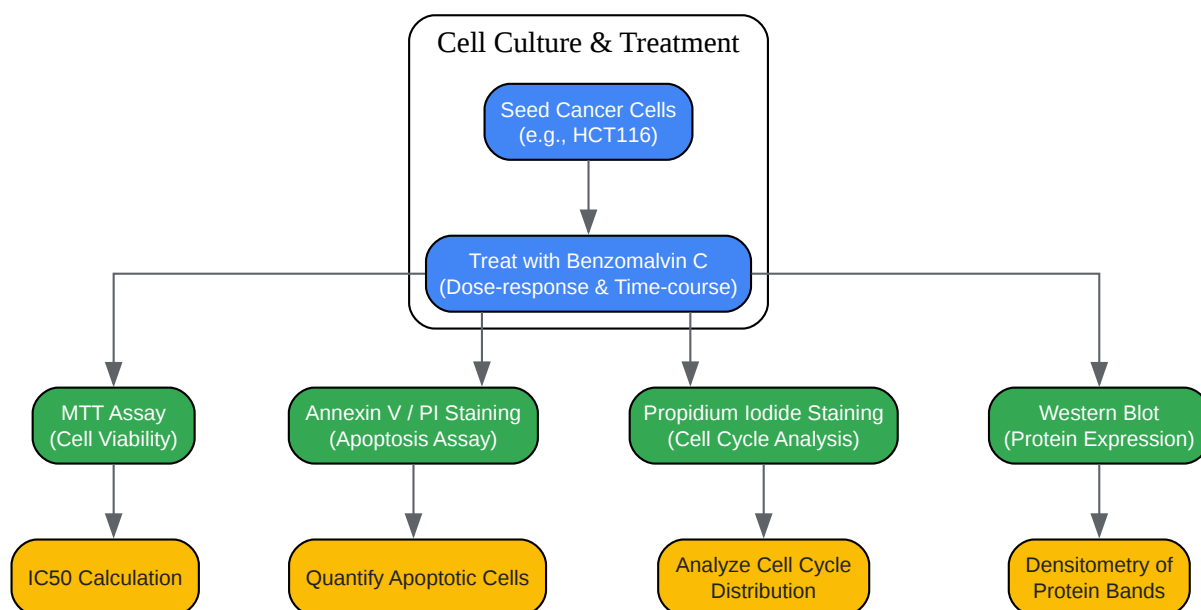 Cell Culture & Treatment
Seed Cancer Cells
(e.g., HCT116)
Treat with Benzomalvin C
(Dose-response & Time-course)
MTT Assay
(Cell Viability)
Annexin V / PI Staining
(Apoptosis Assay)
Propidium Iodide Staining
(Cell Cycle Analysis)
Western Blot
(Protein Expression)
IC50 Calculation
Quantify Apoptotic Cells
Analyze Cell Cycle
Distribution
Densitometry of
Protein Bands